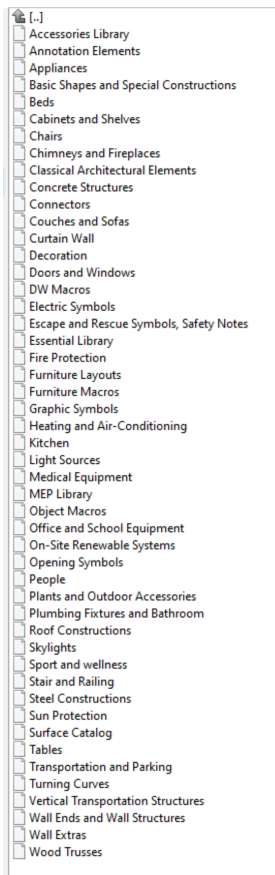 [..]
Accessories Library
Annotation Elements
Appliances
Basic Shapes and Special Constructions
Beds
Cabinets and Shelves
Chairs
Chimneys and Fireplaces
Classical Architectural Elements
Concrete Structures
Connectors
Couches and Sofas
Curtain Wall
Decoration
Doors and Windows
DW Macros
Electric Symbols
Escape and Rescue Symbols, Safety Notes
Essential Library
Fire Protection
Furniture Layouts
Furniture Macros
Graphic Symbols
Heating and Air-Conditioning
Kitchen
Light Sources
Medical Equipment
MEP Library
Object Macros
Office and School Equipment
On-Site Renewable Systems
Opening Symbols
People
Plants and Outdoor Accessories
Plumbing Fixtures and Bathroom
Roof Constructions
Skylights
Sport and wellness
Stair and Railing
Steel Constructions
Sun Protection
Surface Catalog
Tables
Transportation and Parking
Turning Curves
Vertical Transportation Structures
Wall Ends and Wall Structures
Wall Extras
Wood Trusses